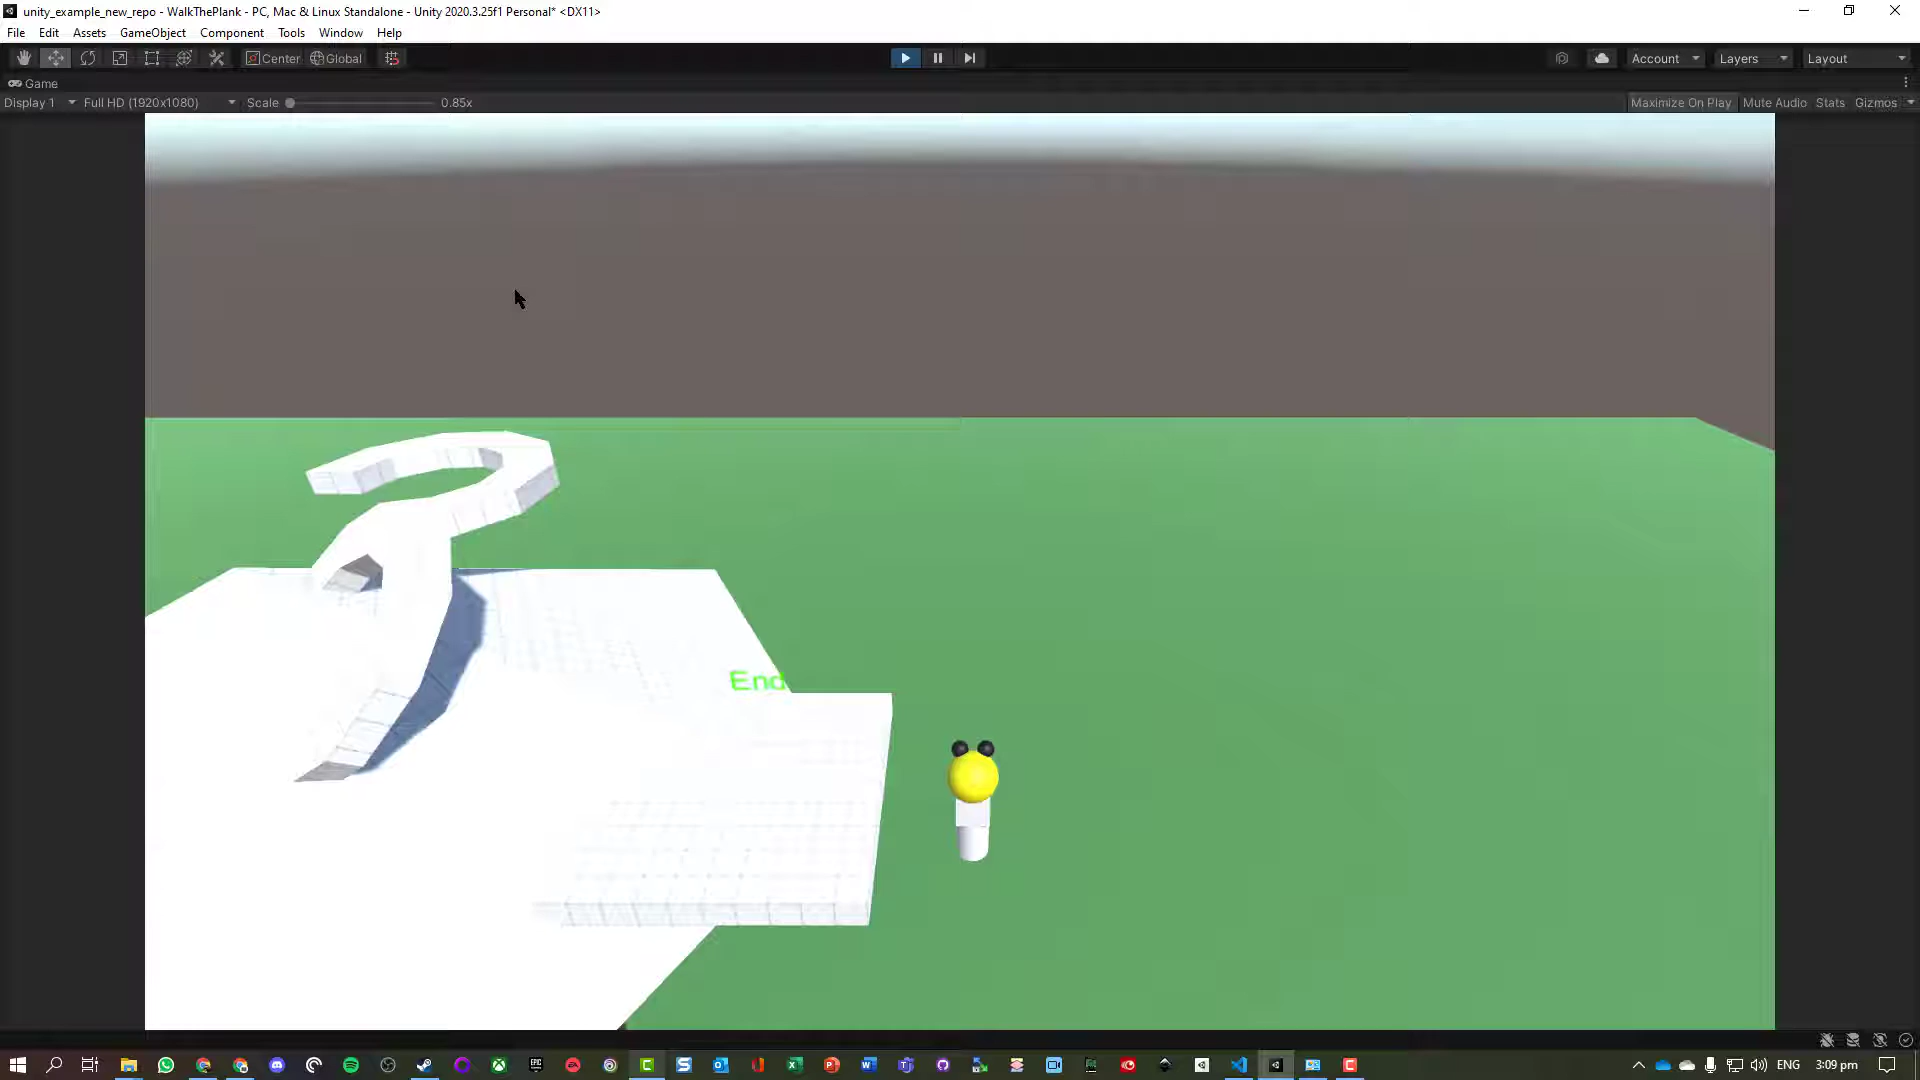 unity_example_new_repo - WalkThePlank - PC, Mac & Linux Standalone - Unity 2020.3.25f1 Personal* <DX11>
File Edit Assets GameObject Component Tools Window Help
Center Global Account Layers Layout
Game
Display 1 Full HD (1920x1080) Scale 0.85x Maximize On Play Mute Audio Stats Gizmos
End
ENG 3:09 pm